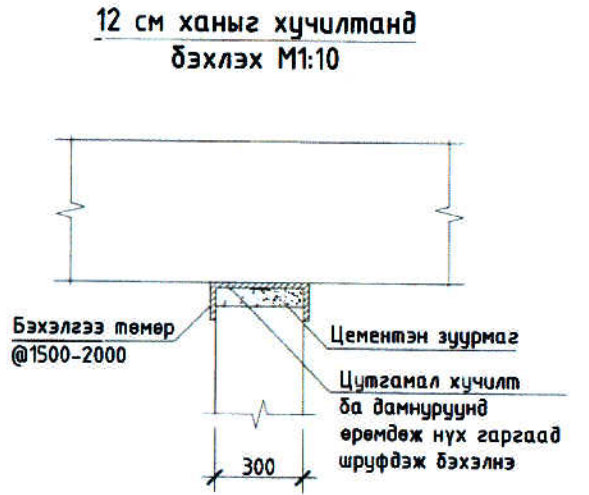 12 см ханыг хучилтанд
бэхлэх М1:10
Бэхэлгээ төмөр
@1500-2000
Цементэн зуурмаг
Цутгамал хучилт
ба дамнуруунд
өрөмдөж нүх гаргаад
шруфдэж бэхэлнэ
300